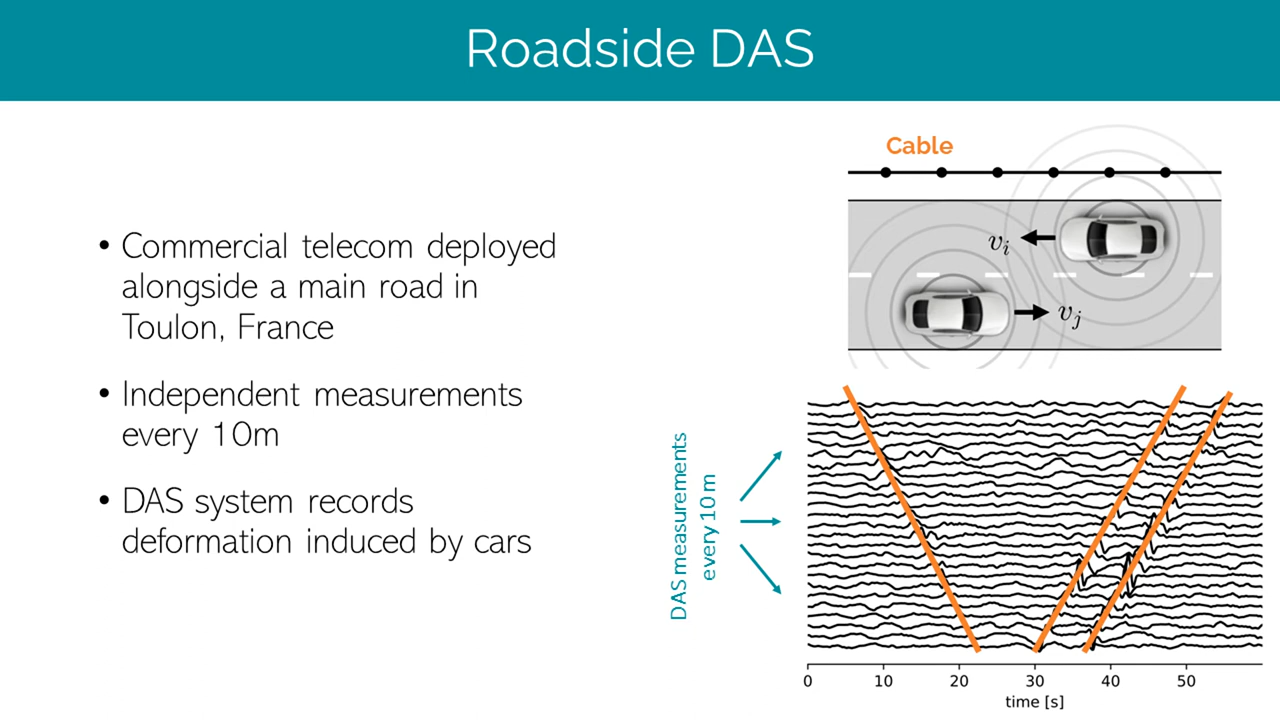 Roadside DAS
• Commercial telecom deployed
alongside a main road in
Toulon, France
• Independent measurements
every 10m
• DAS system records
deformation induced by cars
Cable
v_i
v_j
DAS measurements
every 10 m
0 10 20 30 40 50
time [s]